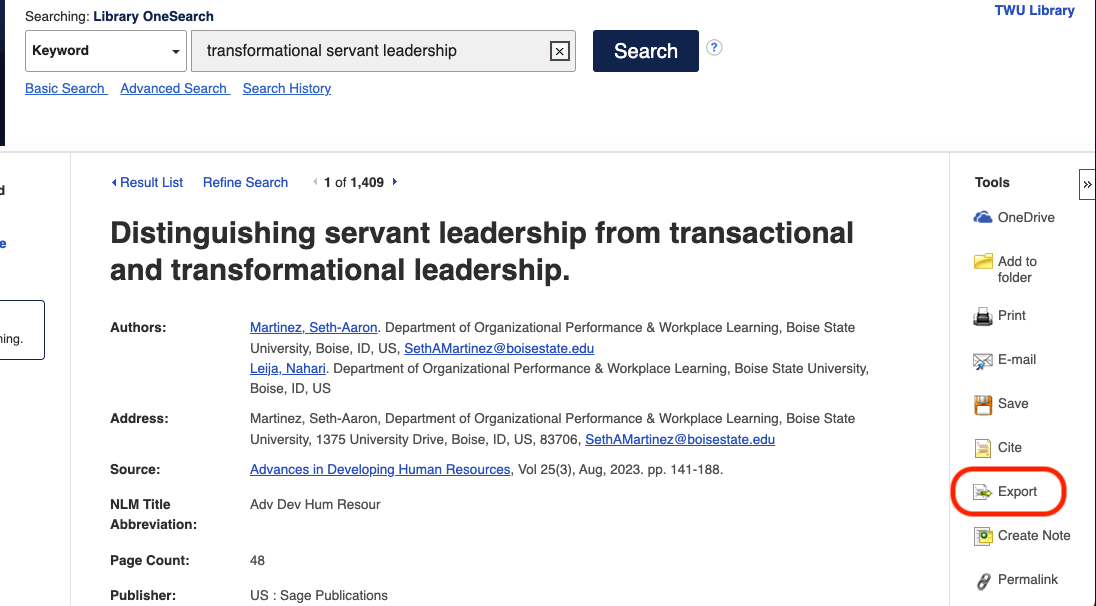 Searching: Library OneSearch
TWU Library
Keyword
transformational servant leadership
Search
?
Basic Search Advanced Search Search History
d
e
ning.
Result List Refine Search 1 of 1,409
Distinguishing servant leadership from transactional
and transformational leadership.
Authors:
Martinez, Seth-Aaron. Department of Organizational Performance & Workplace Learning, Boise State
University, Boise, ID, US, SethAMartinez@boisestate.edu
Leija, Nahari. Department of Organizational Performance & Workplace Learning, Boise State University,
Boise, ID, US
Address:
Martinez, Seth-Aaron, Department of Organizational Performance & Workplace Learning, Boise State
University, 1375 University Drive, Boise, ID, US, 83706, SethAMartinez@boisestate.edu
Source:
Advances in Developing Human Resources, Vol 25(3), Aug, 2023. pp. 141-188.
NLM Title
Abbreviation:
Adv Dev Hum Resour
Page Count:
48
Publisher:
US : Sage Publications
Tools
»
OneDrive
Add to
folder
Print
E-mail
Save
Cite
Export
Create Note
Permalink